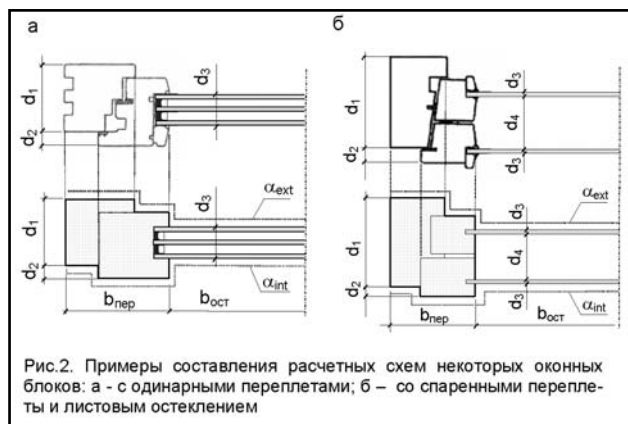 а
б
d₃
d₁
d₂
αext
d₃
d₁
d₂
αint
bпер
bост
d₃
d₁
d₄
d₂
d₃
αext
d₃
d₁
d₄
d₂
d₃
αint
bпер
bост
Рис.2. Примеры составления расчетных схем некоторых оконных
блоков: а - с одинарными переплетами; б – со спаренными перепле-
ты и листовым остеклением